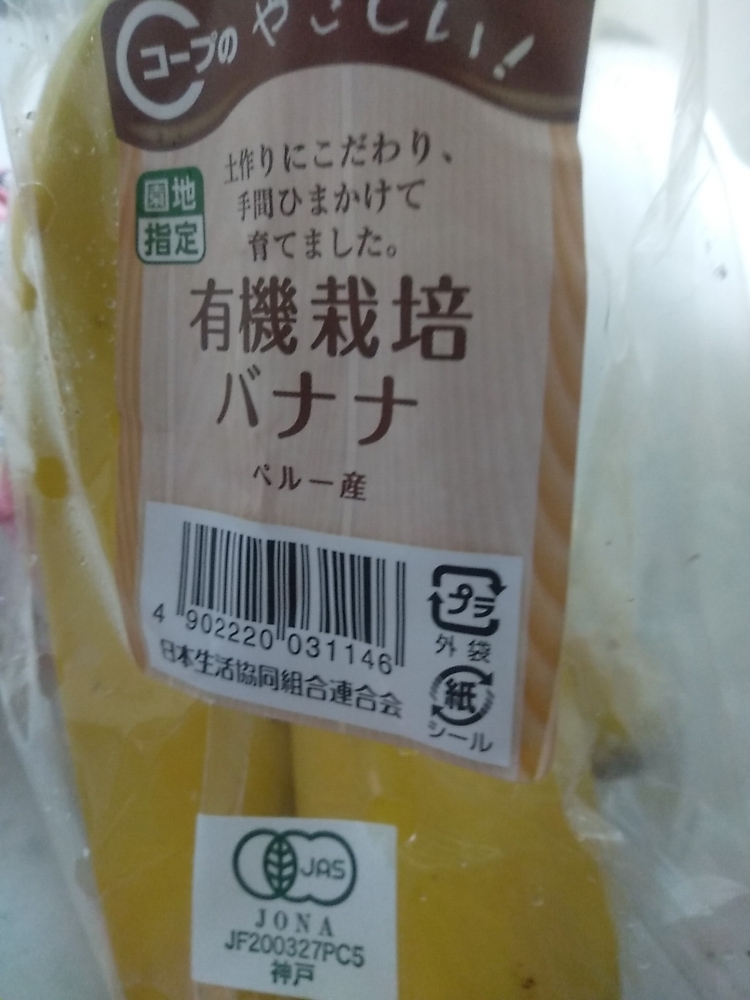 コープの やさしい!
土作りにこだわり、
手間ひまかけて
育てました。
園地
指定
有機栽培
バナナ
ペルー産
4 902220 031146
日本生活協同組合連合会
プラ
外袋
紙
シール
JAS
JONA
JF200327PC5
神戸